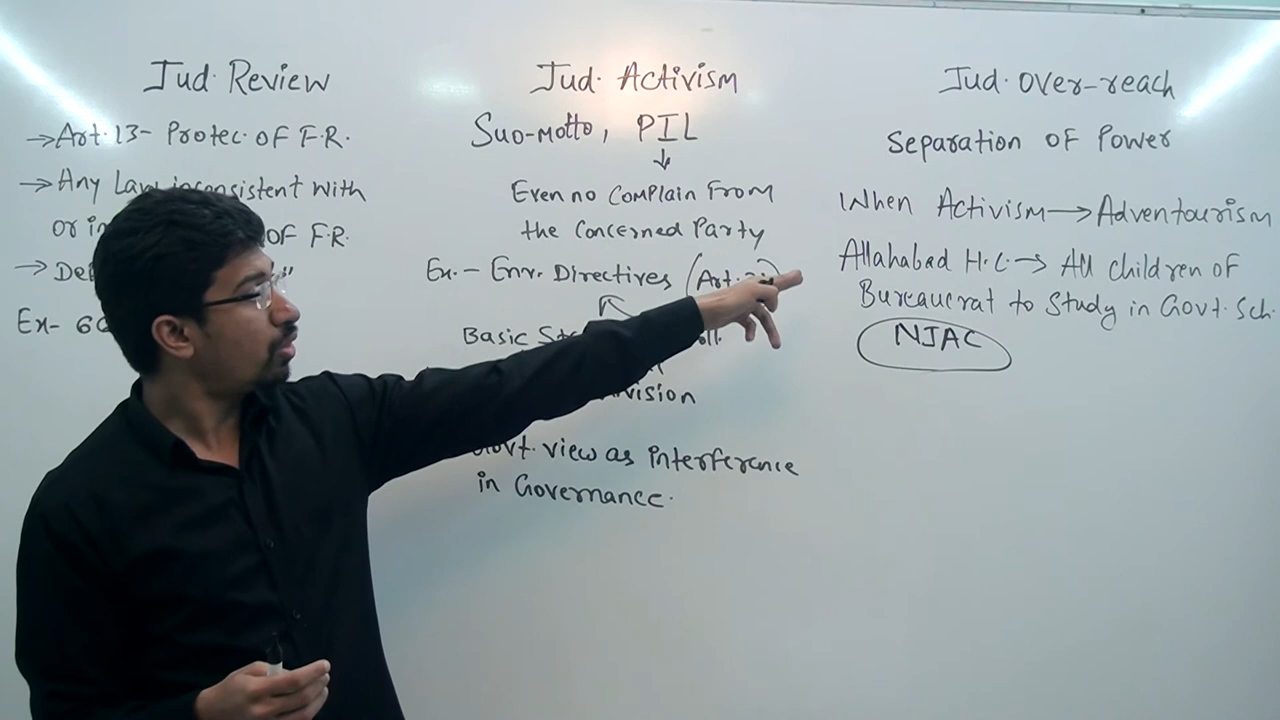 Jud. Review
→ Art. 13- Protec. OF F.R.
→ Any Law inconsistent with
or in OF F.R.
→ De "
Ex- 6
Jud. Activism
Suo-motto, PIL
↓
Even no Complain From
the Concerned Party
Ex. - Env. Directives (Art.
Basic St
vision
Govt. view as interference
in Governance.
Jud. over-reach
Separation of Power
When Activism → Adventourism
Allahabad H.C. → All children of
Bureaucrat to Study in Govt. Sch.
NJAC